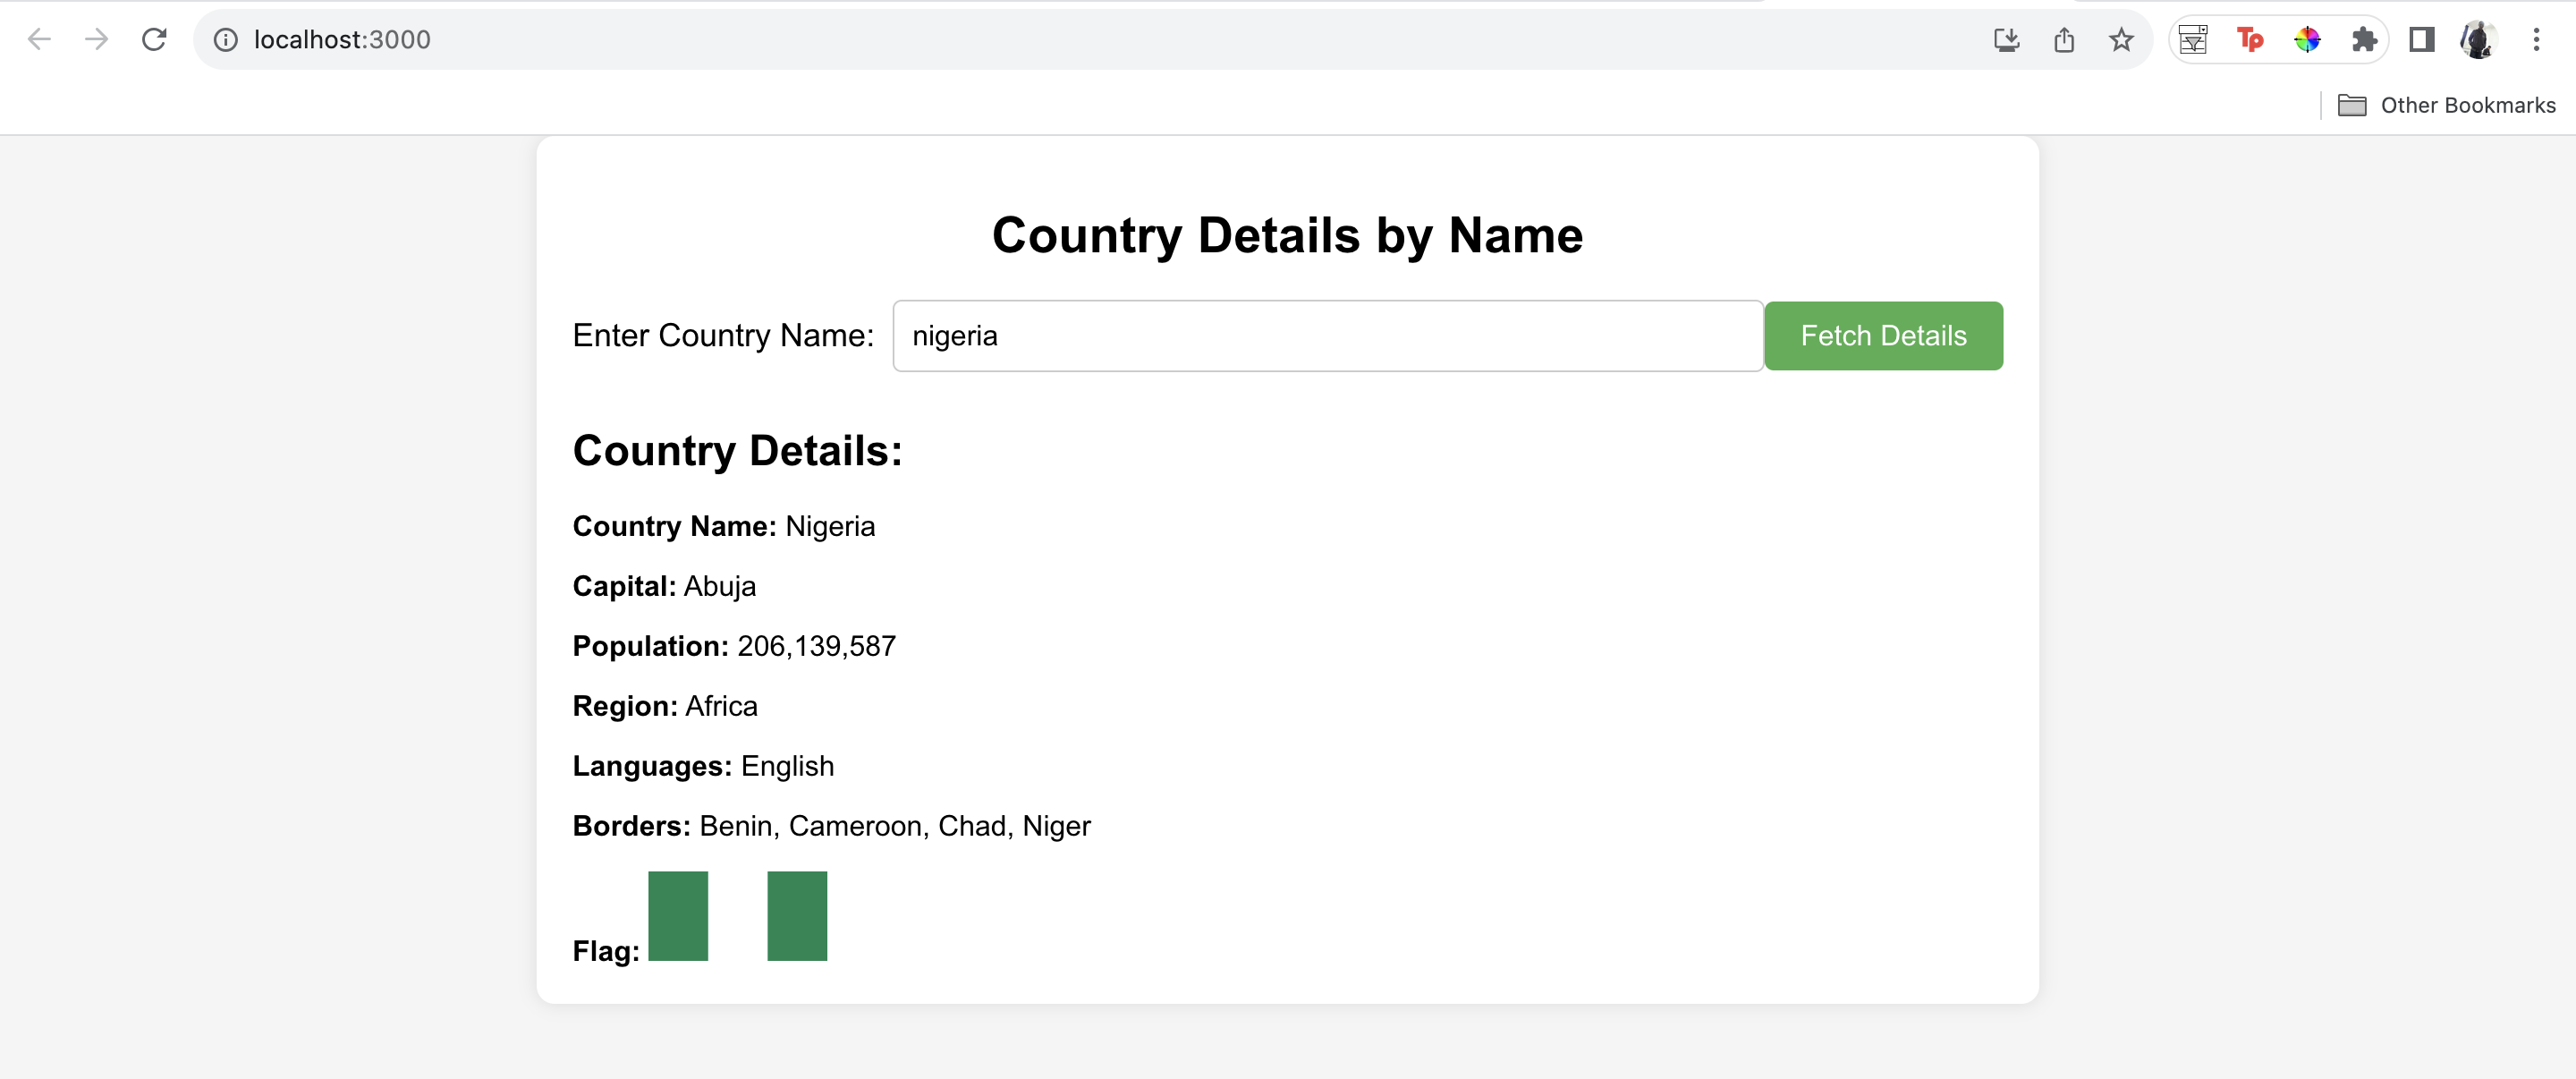 localhost:3000
Tp
Other Bookmarks
Country Details by Name
Enter Country Name: nigeria Fetch Details
Country Details:
Country Name: Nigeria
Capital: Abuja
Population: 206,139,587
Region: Africa
Languages: English
Borders: Benin, Cameroon, Chad, Niger
Flag: